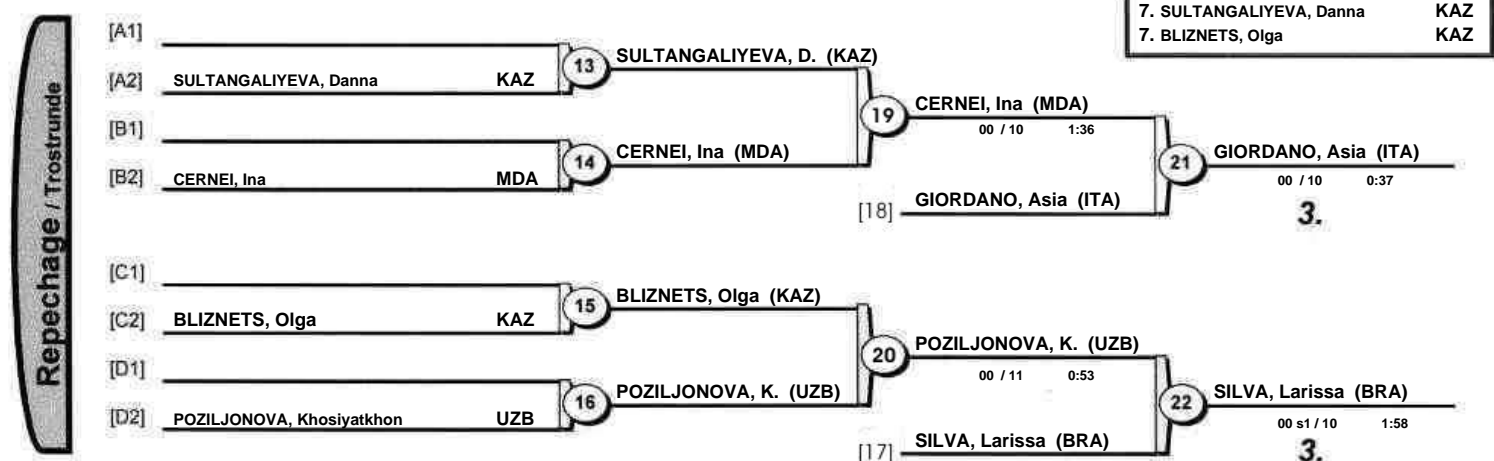 7. SULTANGALIYEVA, Danna KAZ
7. BLIZNETS, Olga KAZ
Repechage / Trostrunde
[A1]
[A2] SULTANGALIYEVA, Danna KAZ
13
SULTANGALIYEVA, D. (KAZ)
[B1]
[B2] CERNEI, Ina MDA
14
CERNEI, Ina (MDA)
19
CERNEI, Ina (MDA)
00 / 10 1:36
[18] GIORDANO, Asia (ITA)
21
GIORDANO, Asia (ITA)
00 / 10 0:37
3.
[C1]
[C2] BLIZNETS, Olga KAZ
15
BLIZNETS, Olga (KAZ)
[D1]
[D2] POZILJONOVA, Khosiyatkhon UZB
16
POZILJONOVA, K. (UZB)
20
POZILJONOVA, K. (UZB)
00 / 11 0:53
[17] SILVA, Larissa (BRA)
22
SILVA, Larissa (BRA)
00 s1 / 10 1:58
3.